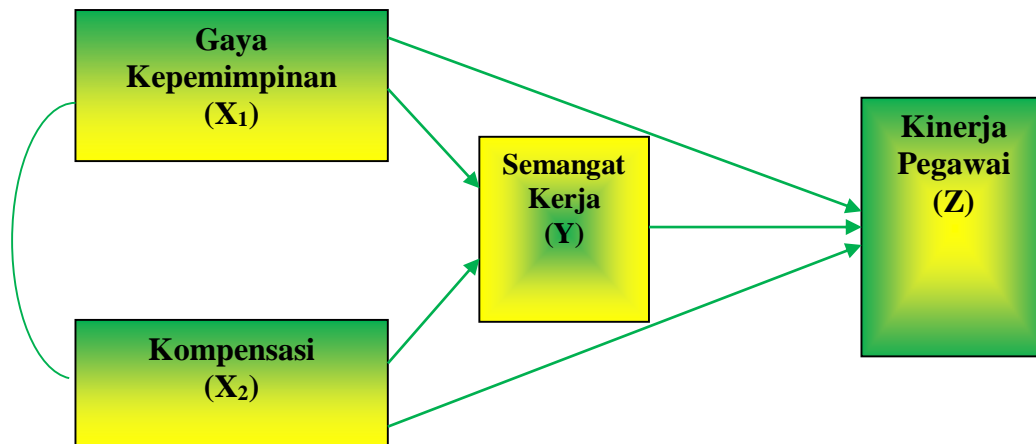 Gaya
Kepemimpinan
(X₁)
Semangat
Kerja
(Y)
Kinerja
Pegawai
(Z)
Kompensasi
(X₂)